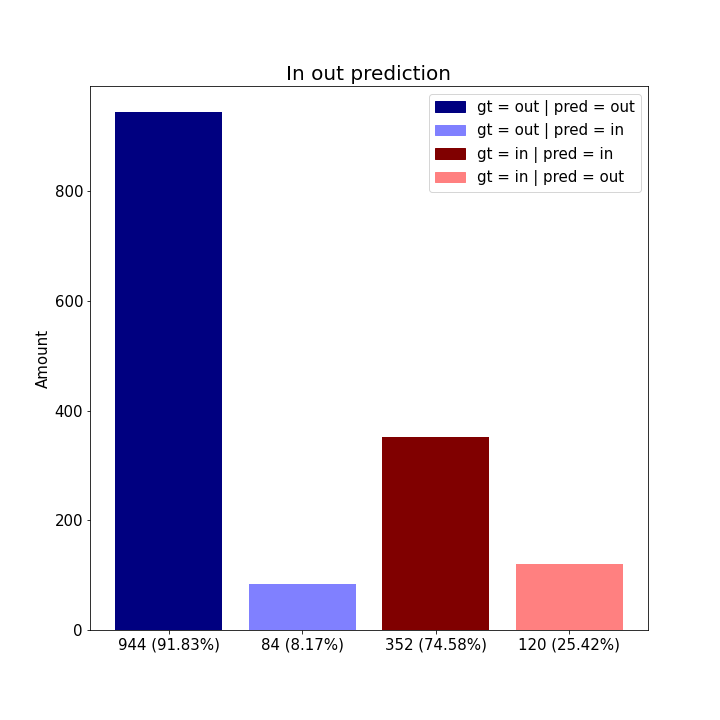 In out prediction
gt = out | pred = out
gt = out | pred = in
gt = in | pred = in
gt = in | pred = out
Amount
800
600
400
200
0
944 (91.83%)
84 (8.17%)
352 (74.58%)
120 (25.42%)